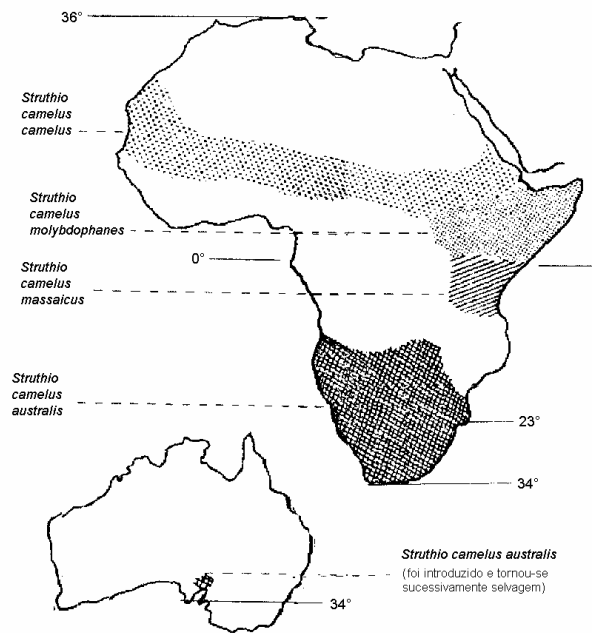 36°
Struthio
camelus
camelus
Struthio
camelus
molybdophanes
0°
Struthio
camelus
massaicus
Struthio
camelus
australis
23°
34°
Struthio camelus australis
(foi introduzido e tornou-se
sucessivamente selvagem)
34°